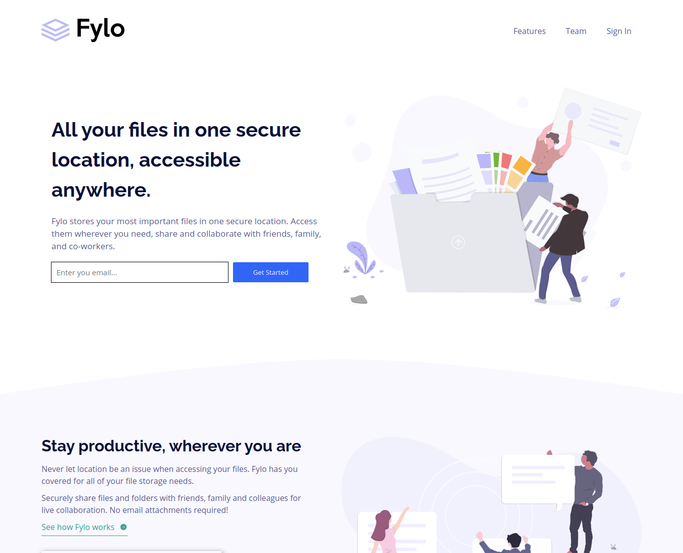 Fylo
Features Team Sign In
All your files in one secure
location, accessible
anywhere.
Fylo stores your most important files in one secure location. Access
them wherever you need, share and collaborate with friends, family,
and co-workers.
Enter you email... Get Started
Stay productive, wherever you are
Never let location be an issue when accessing your files. Fylo has you
covered for all of your file storage needs.
Securely share files and folders with friends, family and colleagues for
live collaboration. No email attachments required!
See how Fylo works